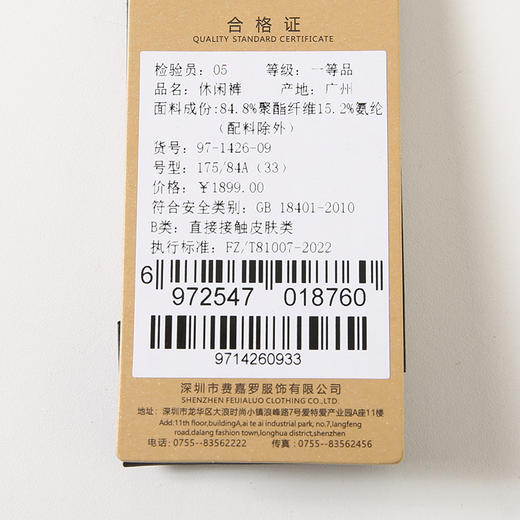 合格证
QUALITY STANDARD CERTIFICATE
检验员: 05 等级: 一等品
品名: 休闲裤 产地: 广州
面料成份:84.8%聚酯纤维15.2%氨纶
(配料除外)
货号: 97-1426-09
号型: 175/84A (33)
价格: ¥1899.00
符合安全类别: GB 18401-2010
B类: 直接接触皮肤类
执行标准: FZ/T81007-2022
6 972547 018760
9714260933
深圳市费嘉罗服饰有限公司
SHENZHEN FEIJIALUO CLOTHING CO.,LTD
地址: 深圳市龙华区大浪时尚小镇浪峰路7号爱特爱产业园A座11楼
Add:11th floor,buildingA,ai te ai industrial park, no.7,langfeng
road,dalang fashion town,longhua district,shenzhen
电话: 0755--83562222 传真: 0755--83562456